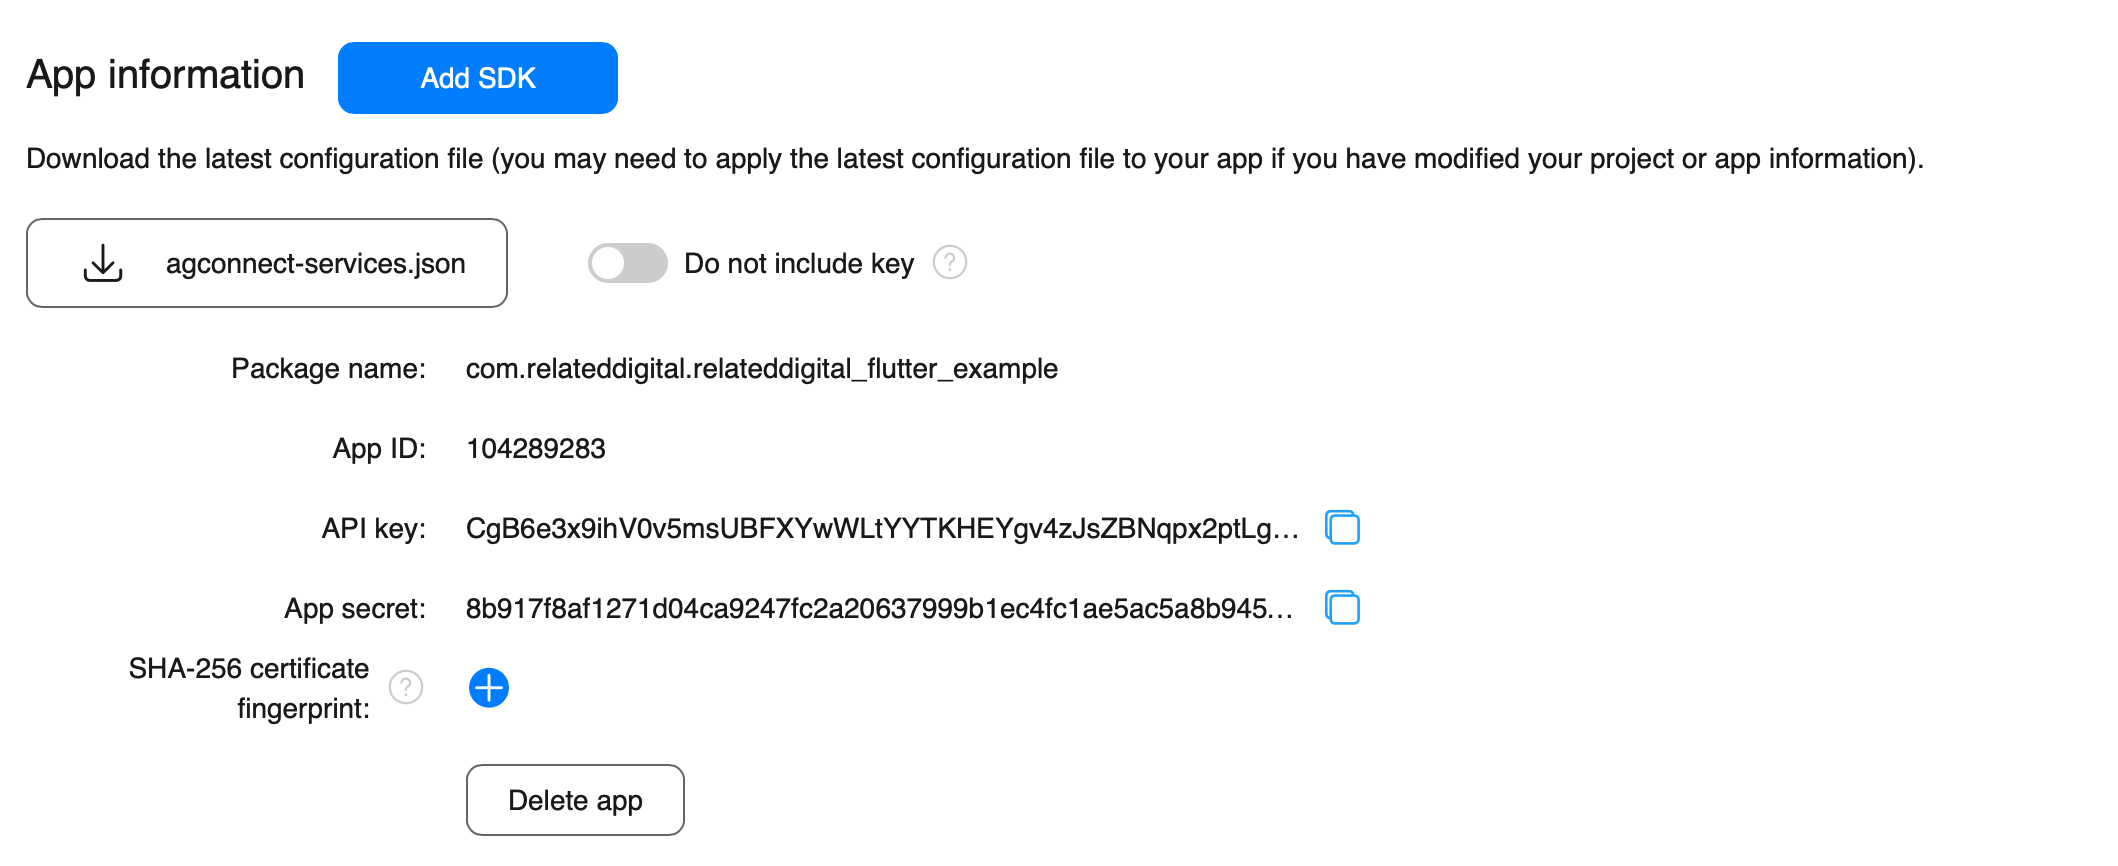 App information
Add SDK
Download the latest configuration file (you may need to apply the latest configuration file to your app if you have modified your project or app information).
agconnect-services.json
Do not include key ?
Package name: com.relateddigital.relateddigital_flutter_example
App ID: 104289283
API key: CgB6e3x9ihV0v5msUBFXYwWLtYYTKHEYgv4zJsZBNqpx2ptLg...
App secret: 8b917f8af1271d04ca9247fc2a20637999b1ec4fc1ae5ac5a8b945...
SHA-256 certificate
fingerprint: ?
Delete app